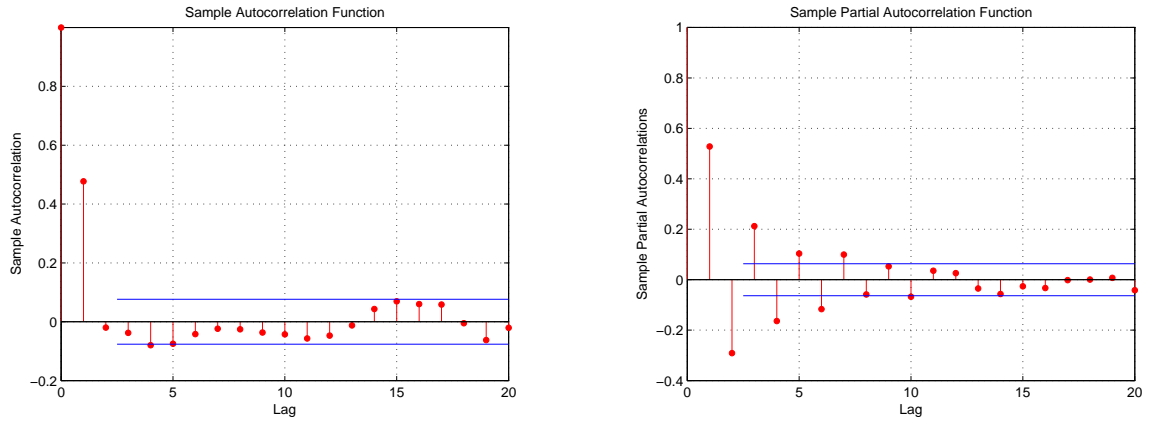 Sample Autocorrelation Function
Sample Autocorrelation
0.8
0.6
0.4
0.2
0
−0.2
0 5 10 15 20
Lag
Sample Partial Autocorrelation Function
Sample Partial Autocorrelations
1
0.8
0.6
0.4
0.2
0
−0.2
−0.4
0 5 10 15 20
Lag